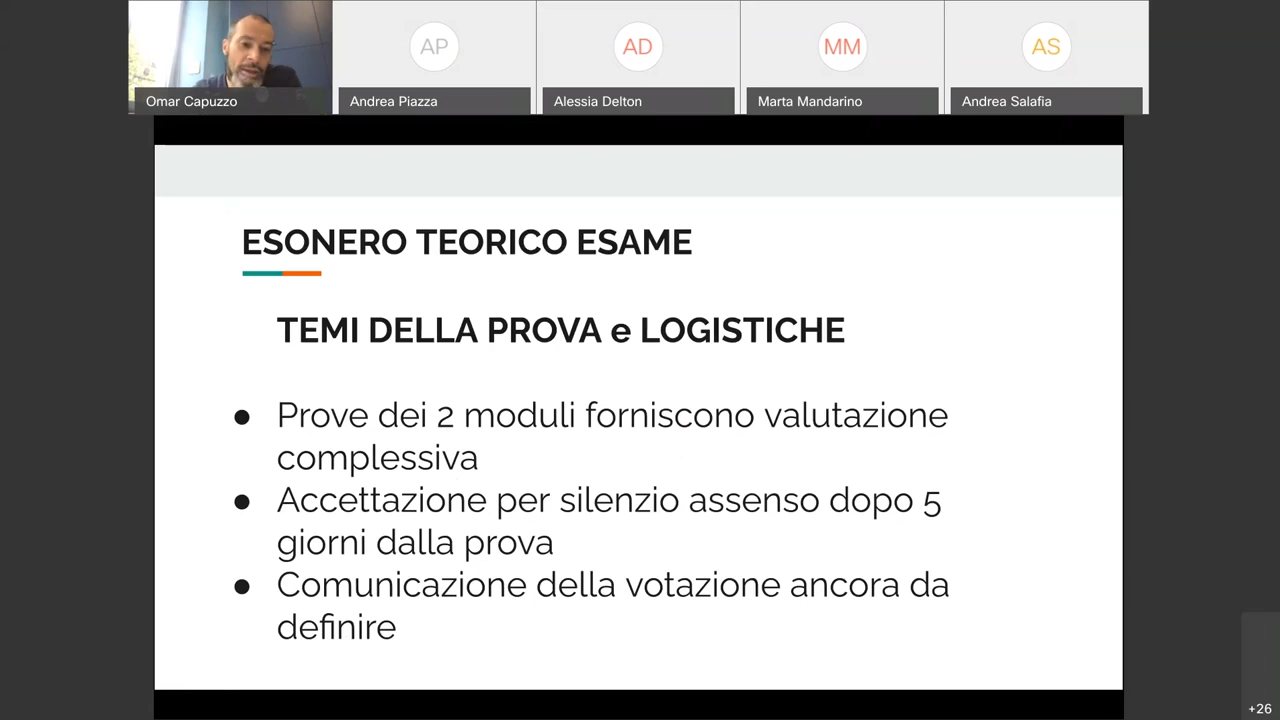 AP
AD
MM
AS
Omar Capuzzo
Andrea Piazza
Alessia Delton
Marta Mandarino
Andrea Salafia
ESONERO TEORICO ESAME
TEMI DELLA PROVA e LOGISTICHE
● Prove dei 2 moduli forniscono valutazione
complessiva
● Accettazione per silenzio assenso dopo 5
giorni dalla prova
● Comunicazione della votazione ancora da
definire
+26